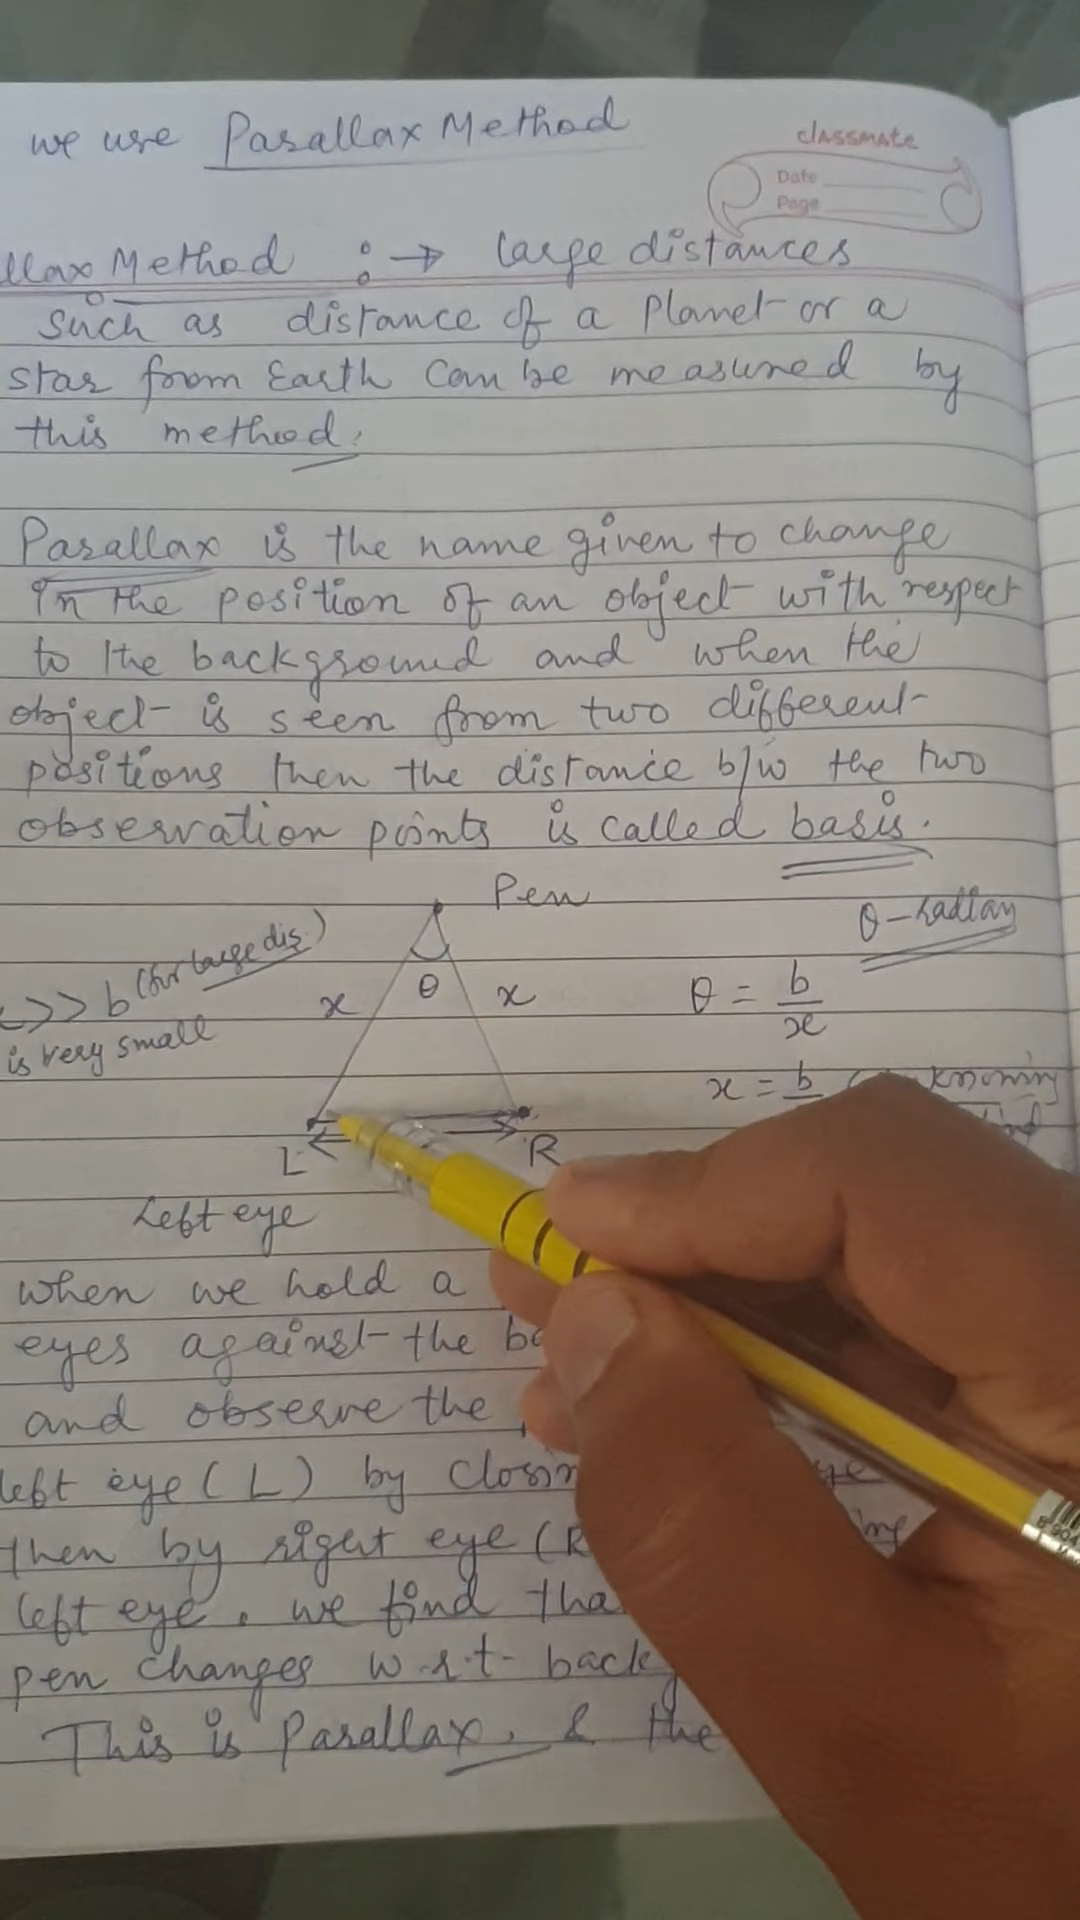 we use Parallax Method
classmate
Date
Page
llax Method :→ large distances
such as distance of a planet or a
star from Earth can be measured by
this method.
Parallax is the name given to change
in the position of an object with respect
to the background and when the
object is seen from two different
positions then the distance b/w the two
observation points is called basis.
Pen
θ - radian
>> b (for large dis)
is very small
x θ x
θ = b/x
x = b knowing
L R
Left eye
when we hold a
eyes against the
and observe the
left eye (L) by
then by right eye (R
left eye. we find
pen changes w.r.t.
This is Parallax. & the